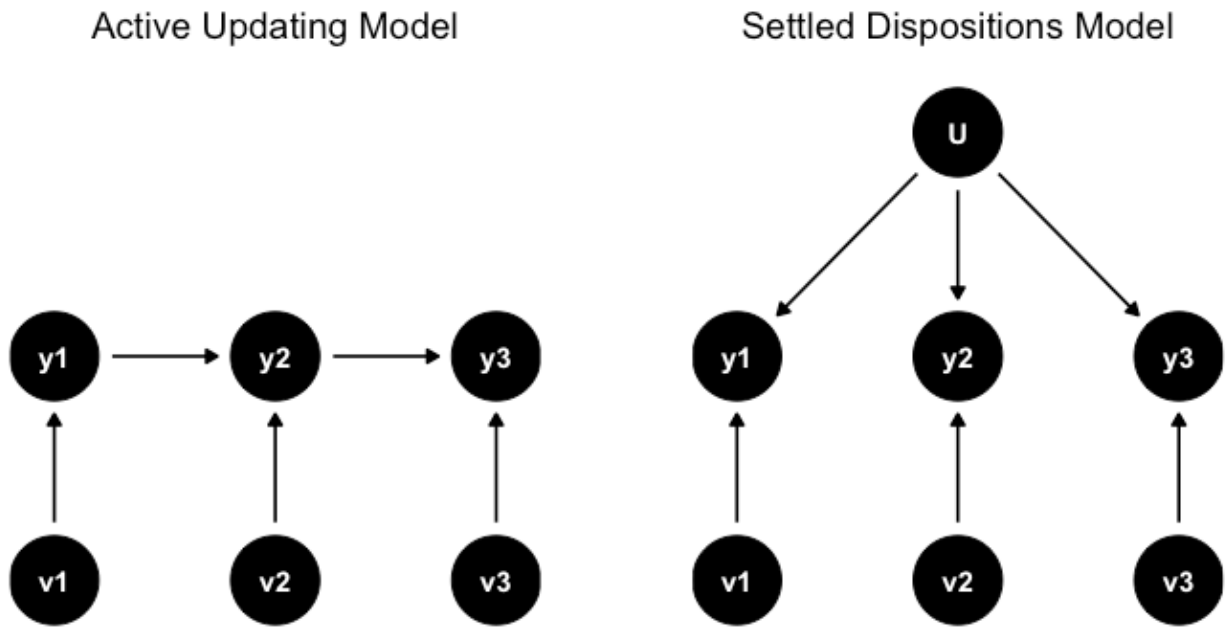 Active Updating Model
Settled Dispositions Model
U
y1 y2 y3
y1 y2 y3
v1 v2 v3
v1 v2 v3